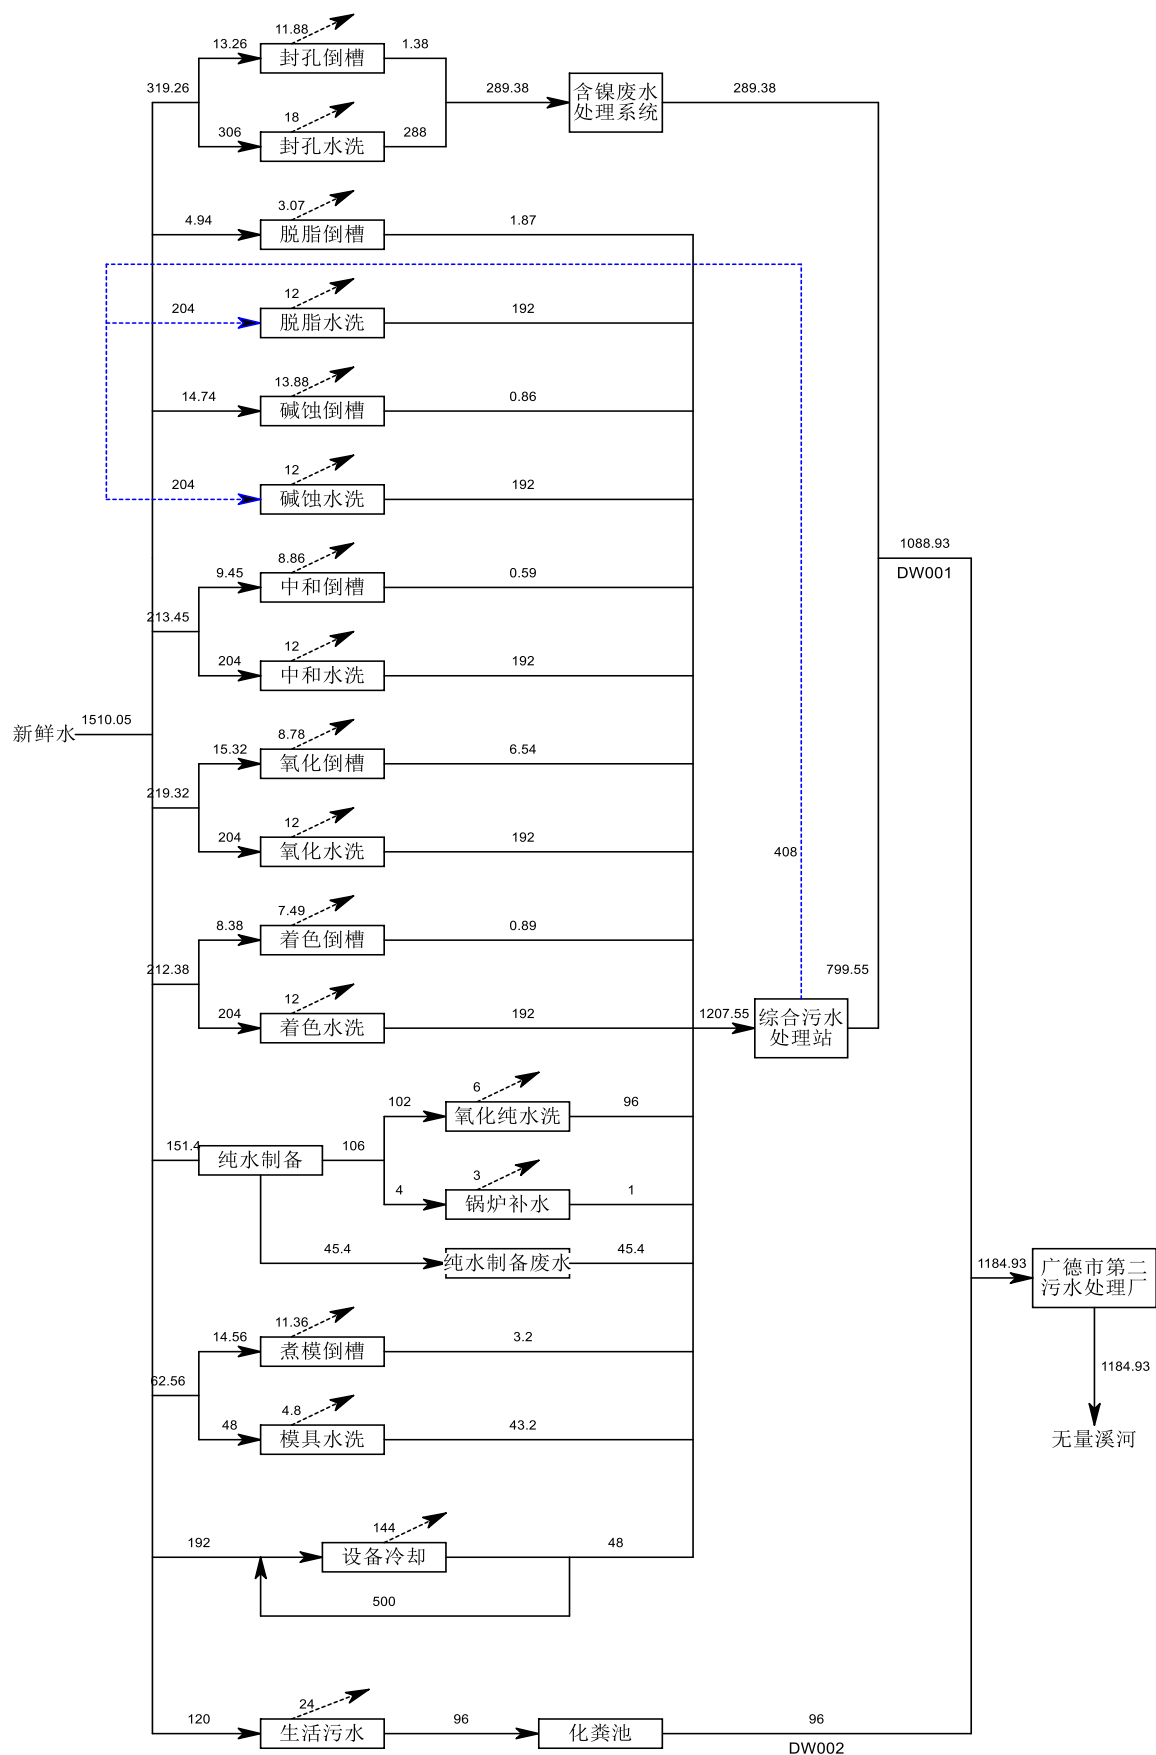 11.88
13.26
封孔倒槽
1.38
319.26
289.38
含镍废水
处理系统
289.38
18
306
封孔水洗
288
3.07
4.94
脱脂倒槽
1.87
12
204
脱脂水洗
192
13.88
14.74
碱蚀倒槽
0.86
12
204
碱蚀水洗
192
8.86
9.45
中和倒槽
0.59
213.45
12
204
中和水洗
192
1088.93
DW001
新鲜水
1510.05
8.78
15.32
氧化倒槽
6.54
219.32
12
204
氧化水洗
192
408
7.49
8.38
着色倒槽
0.89
212.38
12
204
着色水洗
192
1207.55
综合污水
处理站
799.55
6
102
氧化纯水洗
96
151.4
纯水制备
106
3
4
锅炉补水
1
45.4
纯水制备废水
45.4
1184.93
广德市第二
污水处理厂
1184.93
无量溪河
11.36
14.56
煮模倒槽
3.2
62.56
4.8
48
模具水洗
43.2
144
192
设备冷却
48
500
24
120
生活污水
96
化粪池
96
DW002